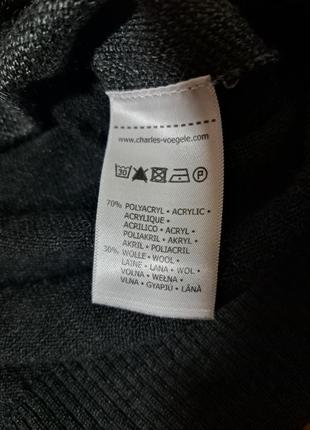 www.charles-voegele.com
30 P
70% POLYACRYL • ACRYLIC •
ACRYLIQUE •
ACRILICO • ACRYL •
POLIAKRIL • AKRYL •
AKRIL • POLIACRIL
30% WOLLE • WOOL •
LAINE • LANA • WOL •
VOLNA • WEŁNA •
VLNA • GYAPJÚ • LÂNĂ